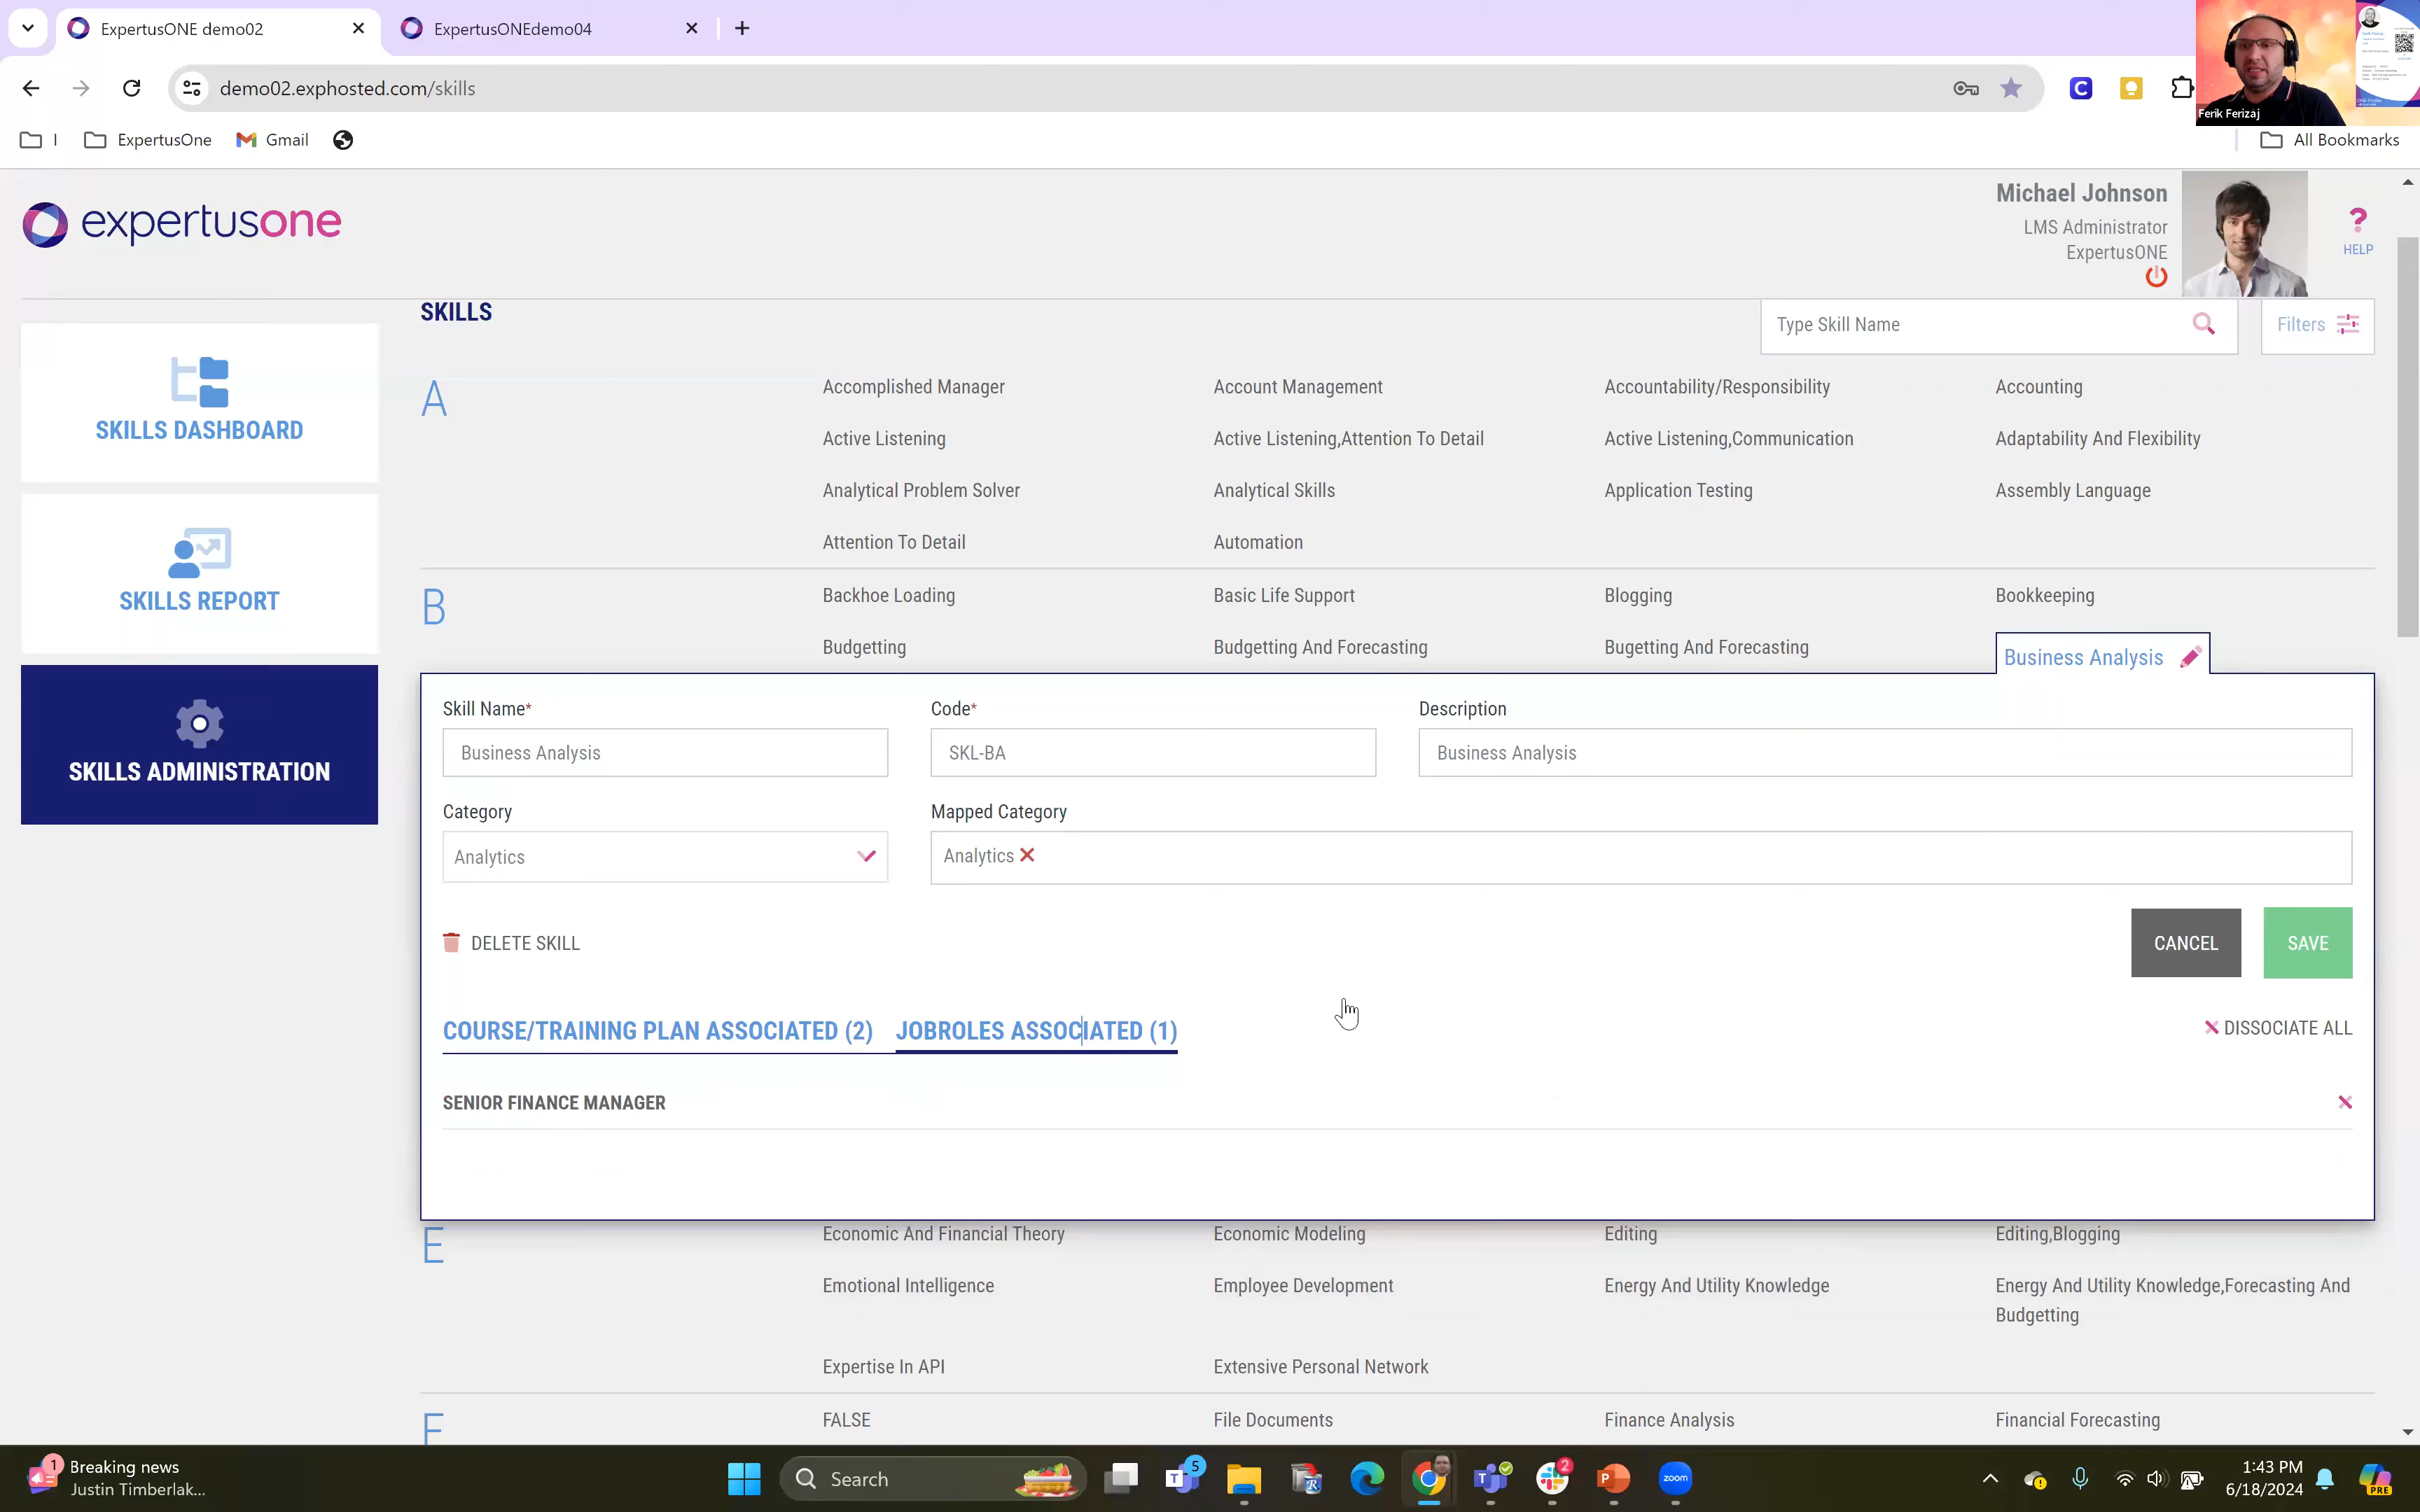 ExpertusONE demo02
ExpertusONEdemo04
demo02.exphosted.com/skills
I
ExpertusOne
Gmail
All Bookmarks
Ferik Ferizaj
expertusone
Michael Johnson
LMS Administrator
ExpertusONE
?
HELP
SKILLS
Type Skill Name
Filters
SKILLS DASHBOARD
SKILLS REPORT
SKILLS ADMINISTRATION
A
Accomplished Manager Account Management Accountability/Responsibility Accounting
Active Listening Active Listening,Attention To Detail Active Listening,Communication Adaptability And Flexibility
Analytical Problem Solver Analytical Skills Application Testing Assembly Language
Attention To Detail Automation
B
Backhoe Loading Basic Life Support Blogging Bookkeeping
Budgetting Budgetting And Forecasting Bugetting And Forecasting Business Analysis
Skill Name* Code* Description
Business Analysis SKL-BA Business Analysis
Category Mapped Category
Analytics Analytics
DELETE SKILL
CANCEL SAVE
COURSE/TRAINING PLAN ASSOCIATED (2) JOBROLES ASSOCIATED (1)
DISSOCIATE ALL
SENIOR FINANCE MANAGER
E
Economic And Financial Theory Economic Modeling Editing Editing,Blogging
Emotional Intelligence Employee Development Energy And Utility Knowledge Energy And Utility Knowledge,Forecasting And
Budgetting
Expertise In API Extensive Personal Network
F
FALSE File Documents Finance Analysis Financial Forecasting
1
Breaking news
Justin Timberlak...
Search
5
2
zoom
1:43 PM
6/18/2024
PRE